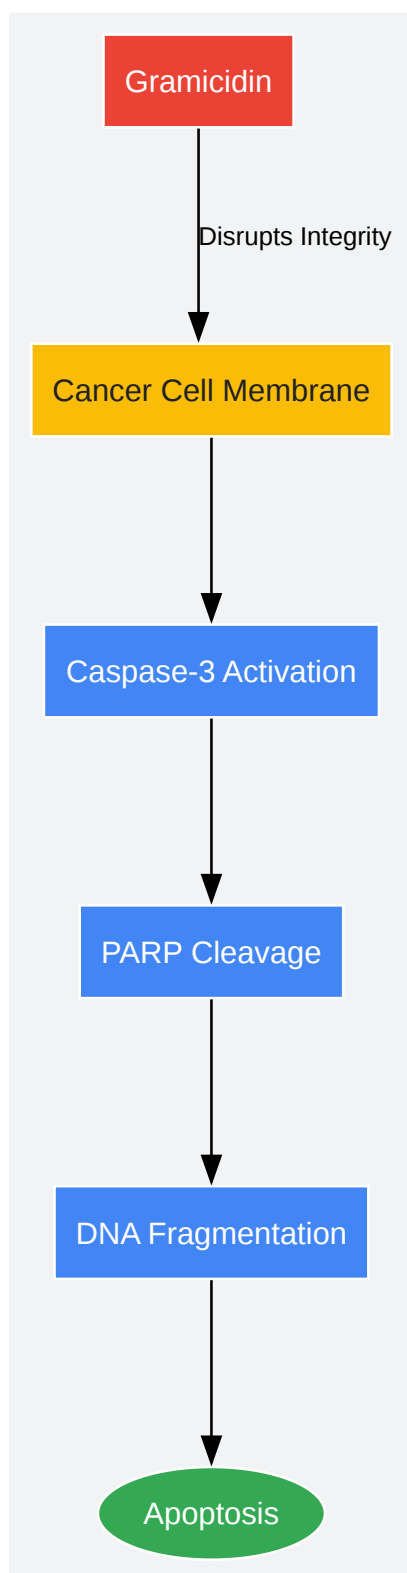 Gramicidin
Disrupts Integrity
Cancer Cell Membrane
Caspase-3 Activation
PARP Cleavage
DNA Fragmentation
Apoptosis